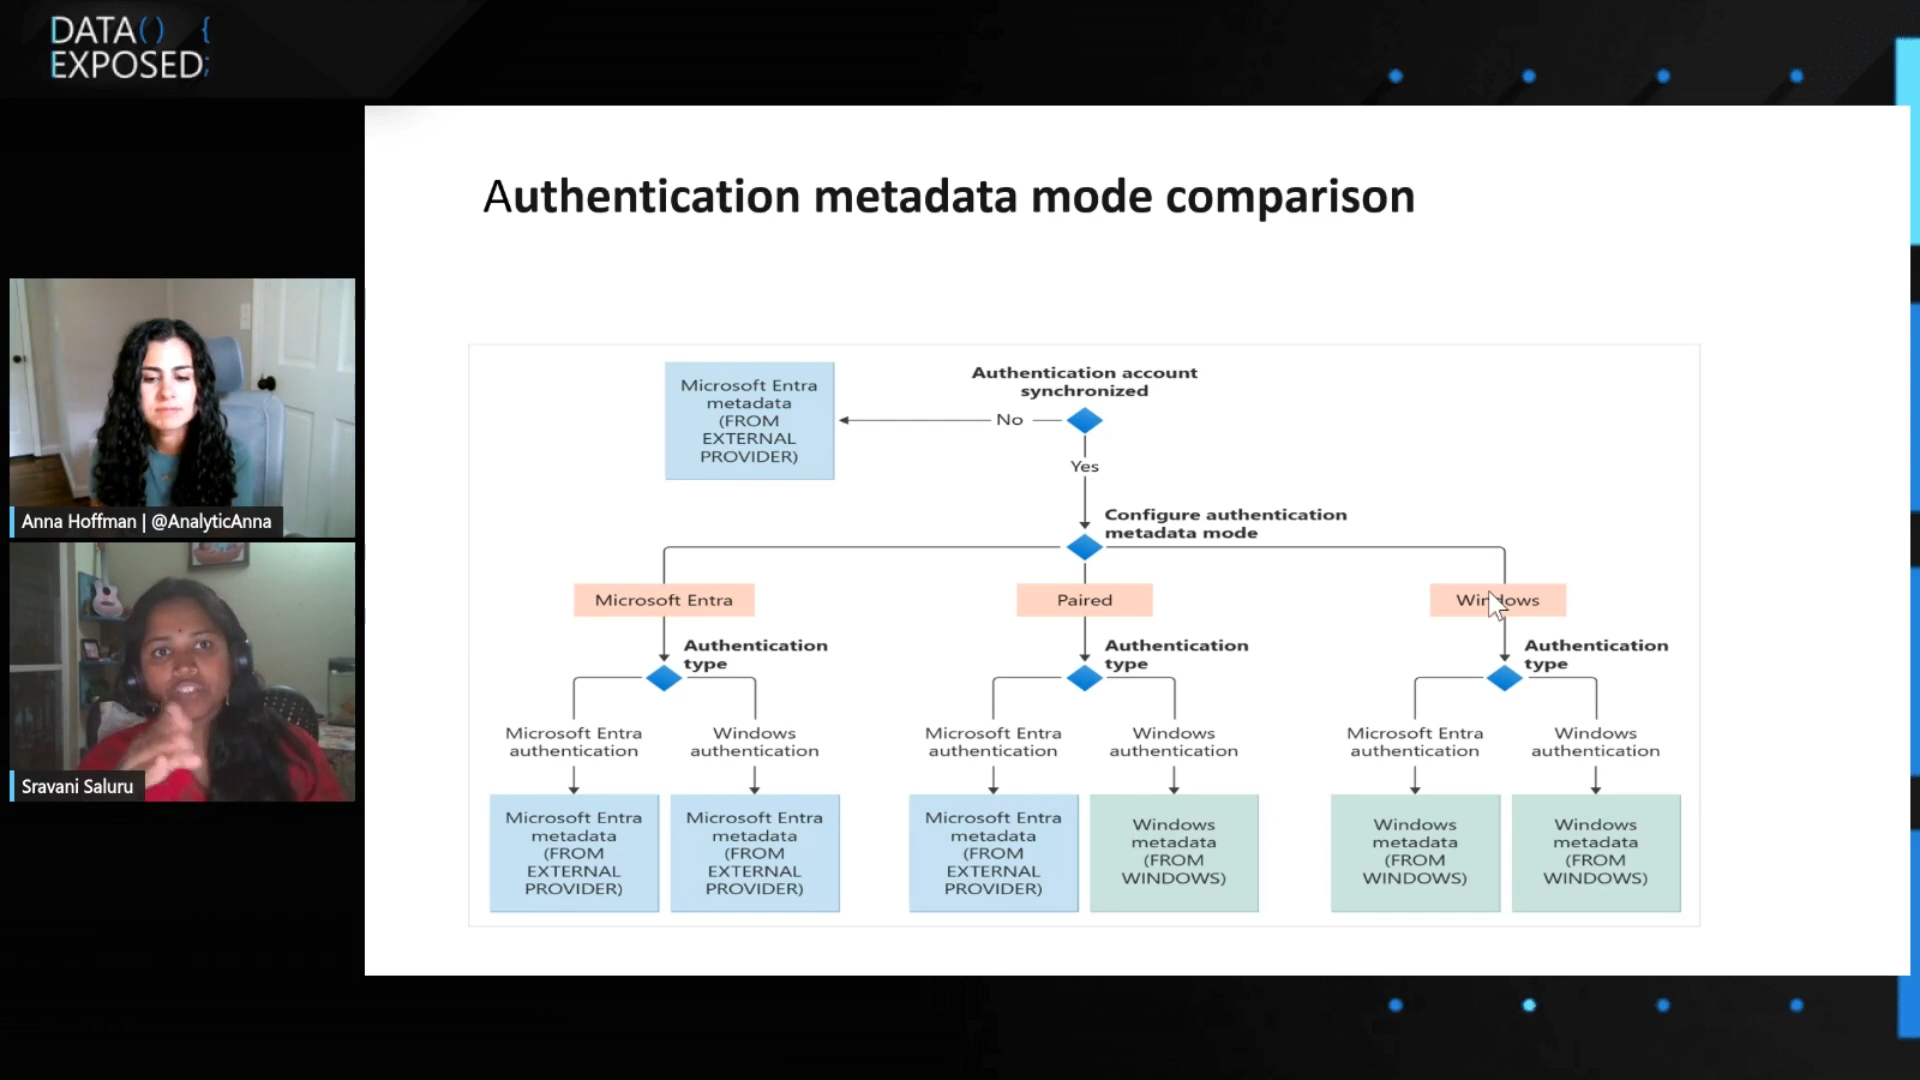 DATA() {
EXPOSED;
Authentication metadata mode comparison
Microsoft Entra
metadata
(FROM
EXTERNAL
PROVIDER)
Authentication account
synchronized
No
Yes
Configure authentication
metadata mode
Microsoft Entra
Paired
Windows
Authentication
type
Authentication
type
Authentication
type
Microsoft Entra
authentication
Windows
authentication
Microsoft Entra
authentication
Windows
authentication
Microsoft Entra
authentication
Windows
authentication
Microsoft Entra
metadata
(FROM
EXTERNAL
PROVIDER)
Microsoft Entra
metadata
(FROM
EXTERNAL
PROVIDER)
Microsoft Entra
metadata
(FROM
EXTERNAL
PROVIDER)
Windows
metadata
(FROM
WINDOWS)
Windows
metadata
(FROM
WINDOWS)
Windows
metadata
(FROM
WINDOWS)
Anna Hoffman | @AnalyticAnna
Sravani Saluru